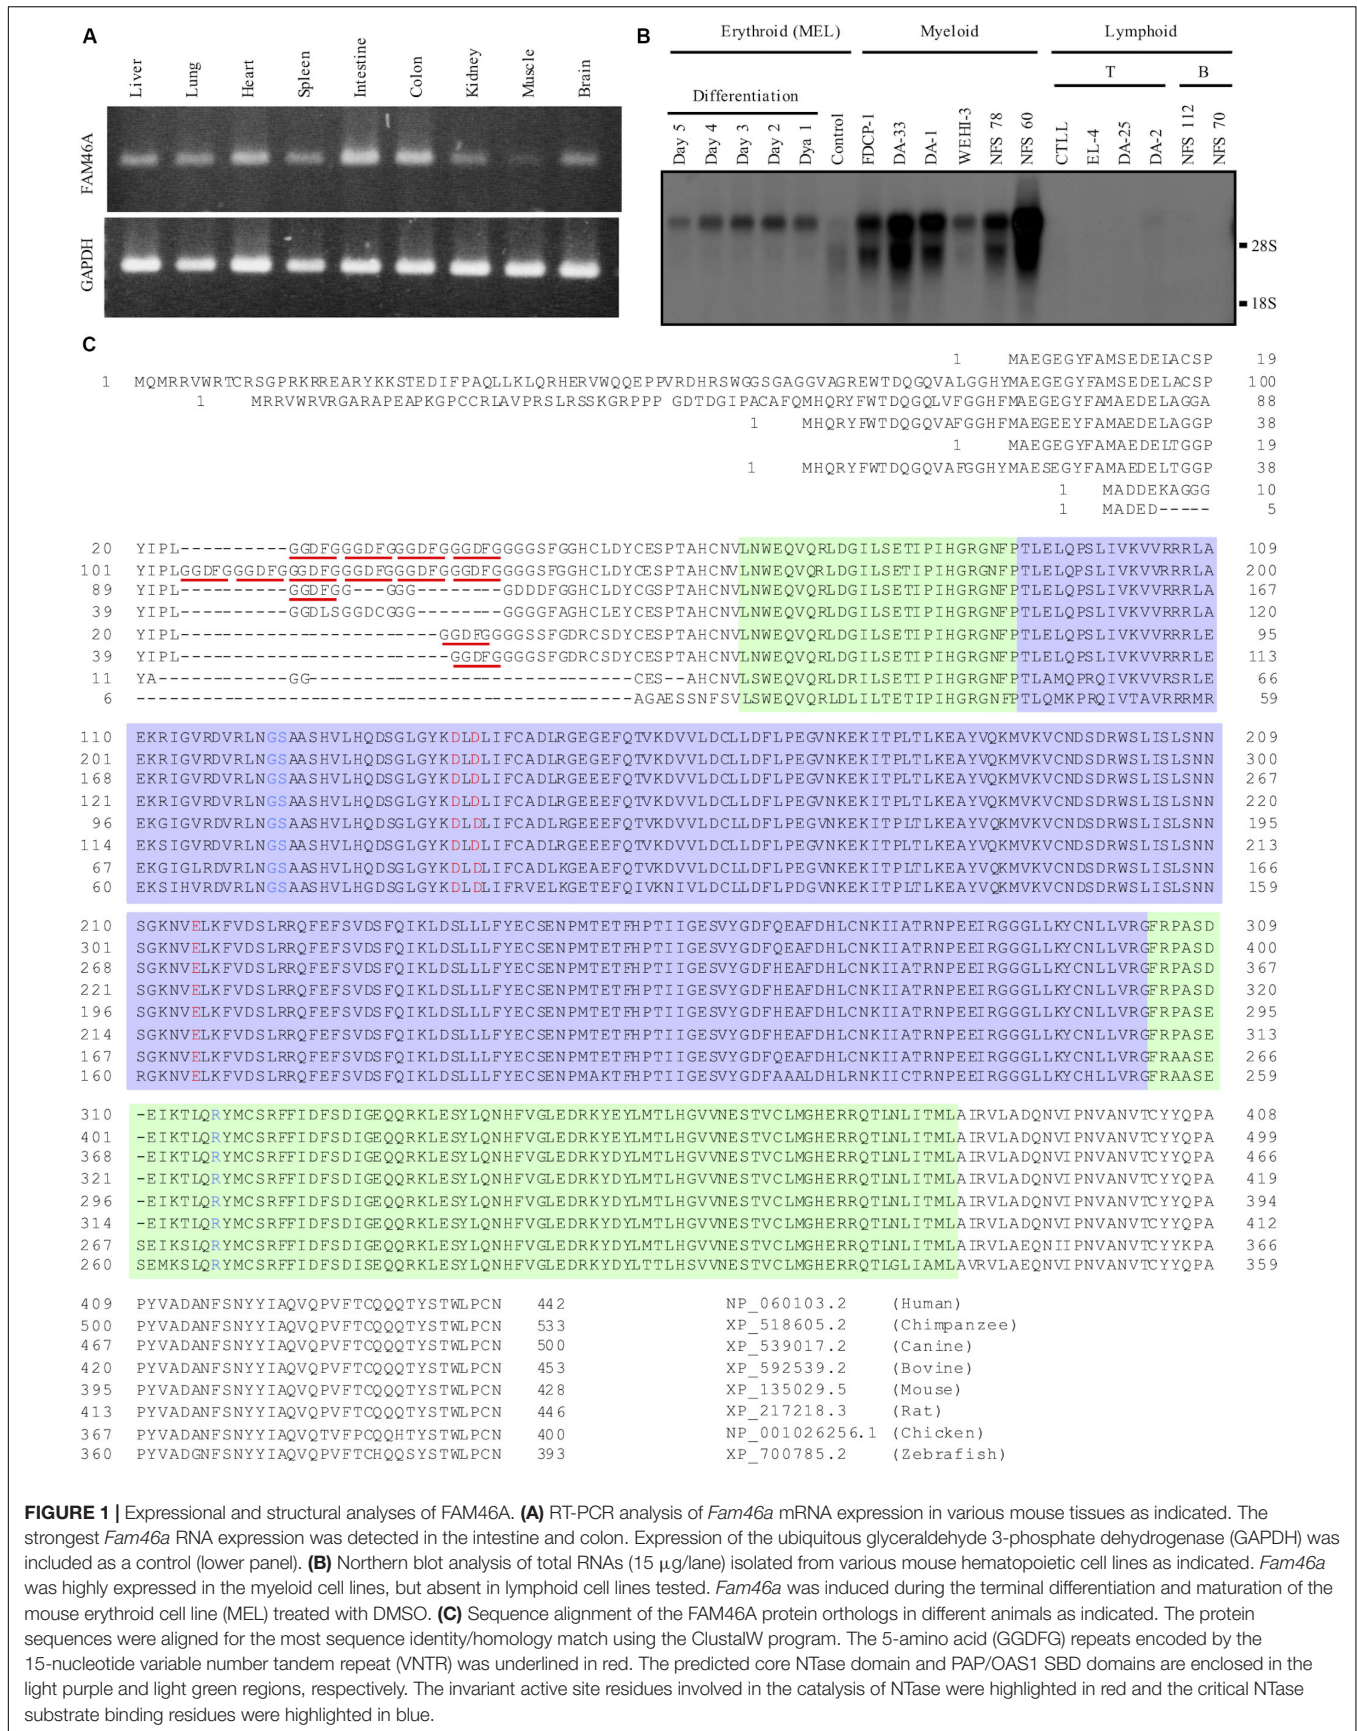 A
Liver Lung Heart Spleen Intestine Colon Kidney Muscle Brain
FAM46A
GAPDH
B
Erythroid (MEL) Myeloid Lymphoid
T B
Differentiation
Day 5 Day 4 Day 3 Day 2 Dya 1 Control FDCP-1 DA-33 DA-1 WEHI-3 NFS 78 NFS 60 CTLL EL-4 DA-25 DA-2 NFS 112 NFS 70
28S
18S
C
1 MAEGEGYFAMSEDELACSP 19
1 MQMRRVWRTCRSGPRKRREARYKKSTEDIFPAQLLKLQRHERVWQQEPPVRDHRSWGGSGAGGVAGREWTDQGQVALGGHYMAEGEGYFAMSEDELACSP 100
1 MRRVWRVRGARAPEAPKGPCCRLAVPRSLRSSKGRPPP GDTDGIPACAFQMHQRYFWTDQGQLVFGGHFMAEGEGYFAMAEDELAGGA 88
1 MHQRYFWTDQGQVAFGGHFMAEGEEYFAMAEDELAGGP 38
1 MAEGEGYFAMAEDELTGGP 19
1 MHQRYFWTDQGQVAFGGHYMAESEGYFAMAEDELTGGP 38
1 MADDEKAGGG 10
1 MADED----- 5
20 YIPL----------GGDFGGGDFGGGDFGGGDFGGGGSFGGHCLDYCESPTAHCNVLNWEQVQRLDGILSETIPIHGRGNFPTLELQPSLIVKVVRRRLA 109
101 YIPLGGDFGGGDFGGGDFGGGDFGGGDFGGGDFGGGGSFGGHCLDYCESPTAHCNVLNWEQVQRLDGILSETIPIHGRGNFPTLELQPSLIVKVVRRRLA 200
89 YIPL----------GGDFGG---GGG--------GDDDFGGHCLDYCGSPTAHCNVLNWEQVQRLDGILSETIPIHGRGNFPTLELQPSLIVKVVRRRLA 167
39 YIPL----------GGDLSGGDCGGG--------GGGGFAGHCLEYCESPTAHCNVLNWEQVQRLDGILSETIPIHGRGNFPTLELQPSLIVKVVRRRLA 120
20 YIPL------------------------GGDFGGGGSSFGDRCSDYCESPTAHCNVLNWEQVQRLDGILSETIPIHGRGNFPTLELQPSLIVKVVRRRLE 95
39 YIPL-------------------------GGDFGGGGSFGDRCSDYCESPTAHCNVLNWEQVQRLDGILSETIPIHGRGNFPTLELQPSLIVKVVRRRLE 113
11 YA------------GG------------------------------CES--AHCNVLSWEQVQRLDRILSETIPIHGRGNFPTLAMQPRQIVKVVRSRLE 66
6 ----------------------------------------------AGAESSNFSVLSWEQVQRLDLILTETIPIHGRGNFPTLQMKPRQIVTAVRRRMR 59
110 EKRIGVRDVRLNGSAASHVLHQDSGLGYKDLDLIFCADLRGEGEFQTVKDVVLDCLLDFLPEGVNKEKITPLTLKEAYVQKMVKVCNDSDRWSLISLSNN 209
201 EKRIGVRDVRLNGSAASHVLHQDSGLGYKDLDLIFCADLRGEGEFQTVKDVVLDCLLDFLPEGVNKEKITPLTLKEAYVQKMVKVCNDSDRWSLISLSNN 300
168 EKRIGVRDVRLNGSAASHVLHQDSGLGYKDLDLIFCADLRGEEEFQTVKDVVLDCLLDFLPEGVNKEKITPLTLKEAYVQKMVKVCNDSDRWSLISLSNN 267
121 EKRIGVRDVRLNGSAASHVLHQDSGLGYKDLDLIFCADLRGEEEFQTVKDVVLDCLLDFLPEGVNKEKITPLTLKEAYVQKMVKVCNDSDRWSLISLSNN 220
96 EKGIGVRDVRLNGSAASHVLHQDSGLGYKDLDLIFCADLRGEEEFQTVKDVVLDCLLDFLPEGVNKEKITPLTLKEAYVQKMVKVCNDSDRWSLISLSNN 195
114 EKSIGVRDVRLNGSAASHVLHQDSGLGYKDLDLIFCADLRGEEEFQTVKDVVLDCLLDFLPEGVNKEKITPLTLKEAYVQKMVKVCNDSDRWSLISLSNN 213
67 EKGIGLRDVRLNGSAASHVLHQDSGLGYKDLDLIFCADLKGEAEFQTVKDVVLDCLLDFLPEGVNKEKITPLTLKEAYVQKMVKVCNDSDRWSLISLSNN 166
60 EKSIHVRDVRLNGSAASHVLHGDSGLGYKDLDLIFRVELKGETEFQIVKNIVLDCLLDFLPDGVNKEKITPLTLKEAYVQKMVKVCNDSDRWSLISLSNN 159
210 SGKNVELKFVDSLRRQFEFSVDSFQIKLDSLLLFYECSENPMTETFHPTIIGESVYGDFQEAFDHLCNKIIATRNPEEIRGGGLLKYCNLLVRGFRPASD 309
301 SGKNVELKFVDSLRRQFEFSVDSFQIKLDSLLLFYECSENPMTETFHPTIIGESVYGDFQEAFDHLCNKIIATRNPEEIRGGGLLKYCNLLVRGFRPASD 400
268 SGKNVELKFVDSLRRQFEFSVDSFQIKLDSLLLFYECSENPMTETFHPTIIGESVYGDFHEAFDHLCNKIIATRNPEEIRGGGLLKYCNLLVRGFRPASD 367
221 SGKNVELKFVDSLRRQFEFSVDSFQIKLDSLLLFYECSENPMTETFHPTIIGESVYGDFHEAFDHLCNKIIATRNPEEIRGGGLLKYCNLLVRGFRPASD 320
196 SGKNVELKFVDSLRRQFEFSVDSFQIKLDSLLLFYECSENPMTETFHPTIIGESVYGDFHEAFDHLCNKIIATRNPEEIRGGGLLKYCNLLVRGFRPASE 295
214 SGKNVELKFVDSLRRQFEFSVDSFQIKLDSLLLFYECSENPMTETFHPTIIGESVYGDFHEAFDHLCNKIIATRNPEEIRGGGLLKYCNLLVRGFRPASE 313
167 SGKNVELKFVDSLRRQFEFSVDSFQIKLDSLLLFYECSENPMTETFHPTIIGESVYGDFQEAFDHLCNKIIATRNPEEIRGGGLLKYCNLLVRGFRAASE 266
160 RGKNVELKFVDSLRRQFEFSVDSFQIKLDSLLLFYECSENPMAKTFHPTIIGESVYGDFAAALDHLCNKIICTRNPEEIRGGGLLKYCHLLVRGFRAASE 259
310 -EIKTLQRYMCSRFFIDFSDIGEQQRKLESYLQNHFVGLEDRKYEYLMTLHGVVNESTVCLMGHERRQTLNLITMLAIRVLADQNVIPNVANVTCYYQPA 408
401 -EIKTLQRYMCSRFFIDFSDIGEQQRKLESYLQNHFVGLEDRKYEYLMTLHGVVNESTVCLMGHERRQTLNLITMLAIRVLADQNVIPNVANVTCYYQPA 499
368 -EIKTLQRYMCSRFFIDFSDIGEQQRKLESYLQNHFVGLEDRKYDYLMTLHGVVNESTVCLMGHERRQTLNLITMLAIRVLADQNVIPNVANVTCYYQPA 466
321 -EIKTLQRYMCSRFFIDFSDIGEQQRKLESYLQNHFVGLEDRKYDYLMTLHGVVNESTVCLMGHERRQTLNLITMLAIRVLADQNVIPNVANVTCYYQPA 419
296 -EIKTLQRYMCSRFFIDFSDIGEQQRKLESYLQNHFVGLEDRKYDYLMTLHGVVNESTVCLMGHERRQTLNLITMLAIRVLADQNVIPNVANVTCYYQPA 394
314 -EIKTLQRYMCSRFFIDFSDIGEQQRKLESYLQNHFVGLEDRKYDYLMTLHGVVNESTVCLMGHERRQTLNLITMLAIRVLADQNVIPNVANVTCYYQPA 412
267 SEIKSLQRYMCSRFFIDFSDIGEQQRKLESYLQNHFVGLEDRKYDYLMTLHGVVNESTVCLMGHERRQTLNLITMLAIRVLAEQNIIPNVANVTCYYKPA 366
260 SEMKSLQRYMCSRFFIDFSDIGEQQRKLESYLQNHFVGLEDRKYDYLTTLHSVVNESTVCLMGHERRQTLGLIAMLAVRVLAEQNVIPNVANVTCYYQPA 359
409 PYVADANFSNYYIAQVQPVFTCQQQTYSTWLPCN 442 NP_060103.2 (Human)
500 PYVADANFSNYYIAQVQPVFTCQQQTYSTWLPCN 533 XP_518605.2 (Chimpanzee)
467 PYVADANFSNYYIAQVQPVFTCQQQTYSTWLPCN 500 XP_539017.2 (Canine)
420 PYVADANFSNYYIAQVQPVFTCQQQTYSTWLPCN 453 XP_592539.2 (Bovine)
395 PYVADANFSNYYIAQVQPVFTCQQQTYSTWLPCN 428 XP_135029.5 (Mouse)
413 PYVADANFSNYYIAQVQPVFTCQQQTYSTWLPCN 446 XP_217218.3 (Rat)
367 PYVADANFSNYYIAQVQTVFPCQQHTYSTWLPCN 400 NP_001026256.1 (Chicken)
360 PYVADGNFSNYYIAQVQPVFTCHQQSYSTWLPCN 393 XP_700785.2 (Zebrafish)
FIGURE 1 | Expressional and structural analyses of FAM46A. (A) RT-PCR analysis of Fam46a mRNA expression in various mouse tissues as indicated. The
strongest Fam46a RNA expression was detected in the intestine and colon. Expression of the ubiquitous glyceraldehyde 3-phosphate dehydrogenase (GAPDH) was
included as a control (lower panel). (B) Northern blot analysis of total RNAs (15 μg/lane) isolated from various mouse hematopoietic cell lines as indicated. Fam46a
was highly expressed in the myeloid cell lines, but absent in lymphoid cell lines tested. Fam46a was induced during the terminal differentiation and maturation of the
mouse erythroid cell line (MEL) treated with DMSO. (C) Sequence alignment of the FAM46A protein orthologs in different animals as indicated. The protein
sequences were aligned for the most sequence identity/homology match using the ClustalW program. The 5-amino acid (GGDFG) repeats encoded by the
15-nucleotide variable number tandem repeat (VNTR) was underlined in red. The predicted core NTase domain and PAP/OAS1 SBD domains are enclosed in the
light purple and light green regions, respectively. The invariant active site residues involved in the catalysis of NTase were highlighted in red and the critical NTase
substrate binding residues were highlighted in blue.